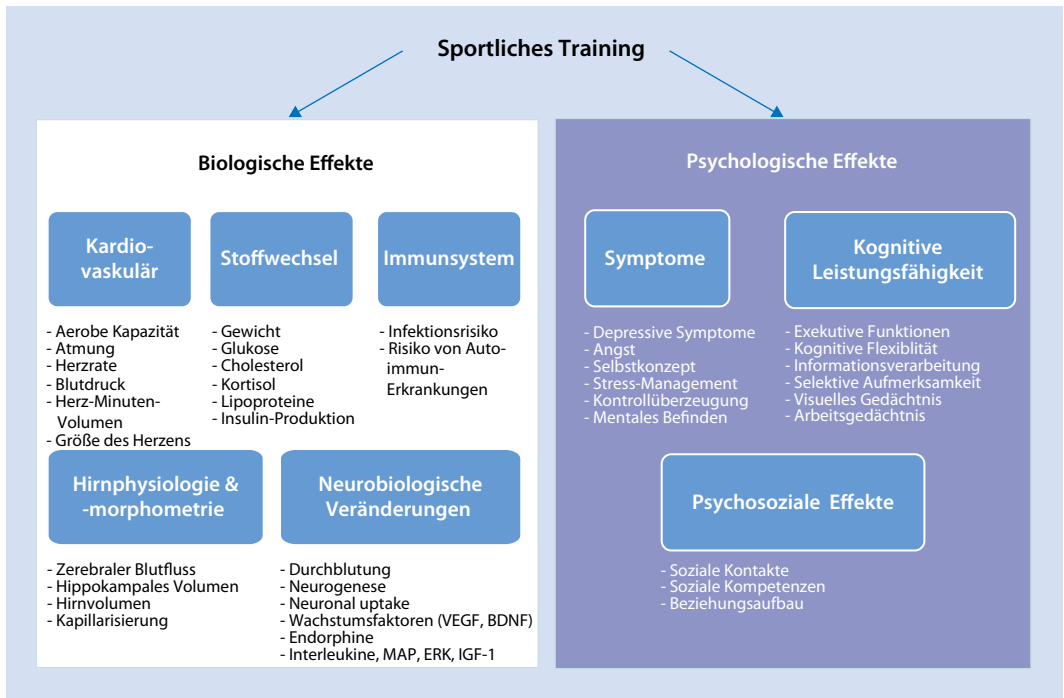 Sportliches Training
Biologische Effekte
Kardio-
vaskulär
- Aerobe Kapazität
- Atmung
- Herzrate
- Blutdruck
- Herz-Minuten-
Volumen
- Größe des Herzens
Stoffwechsel
- Gewicht
- Glukose
- Cholesterol
- Kortisol
- Lipoproteine
- Insulin-Produktion
Immunsystem
- Infektionsrisiko
- Risiko von Auto-
immun-
Erkrankungen
Hirnphysiologie &
-morphometrie
- Zerebraler Blutfluss
- Hippokampales Volumen
- Hirnvolumen
- Kapillarisierung
Neurobiologische
Veränderungen
- Durchblutung
- Neurogenese
- Neuronal uptake
- Wachstumsfaktoren (VEGF, BDNF)
- Endorphine
- Interleukine, MAP, ERK, IGF-1
Psychologische Effekte
Symptome
- Depressive Symptome
- Angst
- Selbstkonzept
- Stress-Management
- Kontrollüberzeugung
- Mentales Befinden
Kognitive
Leistungsfähigkeit
- Exekutive Funktionen
- Kognitive Flexiblität
- Informationsverarbeitung
- Selektive Aufmerksamkeit
- Visuelles Gedächtnis
- Arbeitsgedächtnis
Psychosoziale Effekte
- Soziale Kontakte
- Soziale Kompetenzen
- Beziehungsaufbau